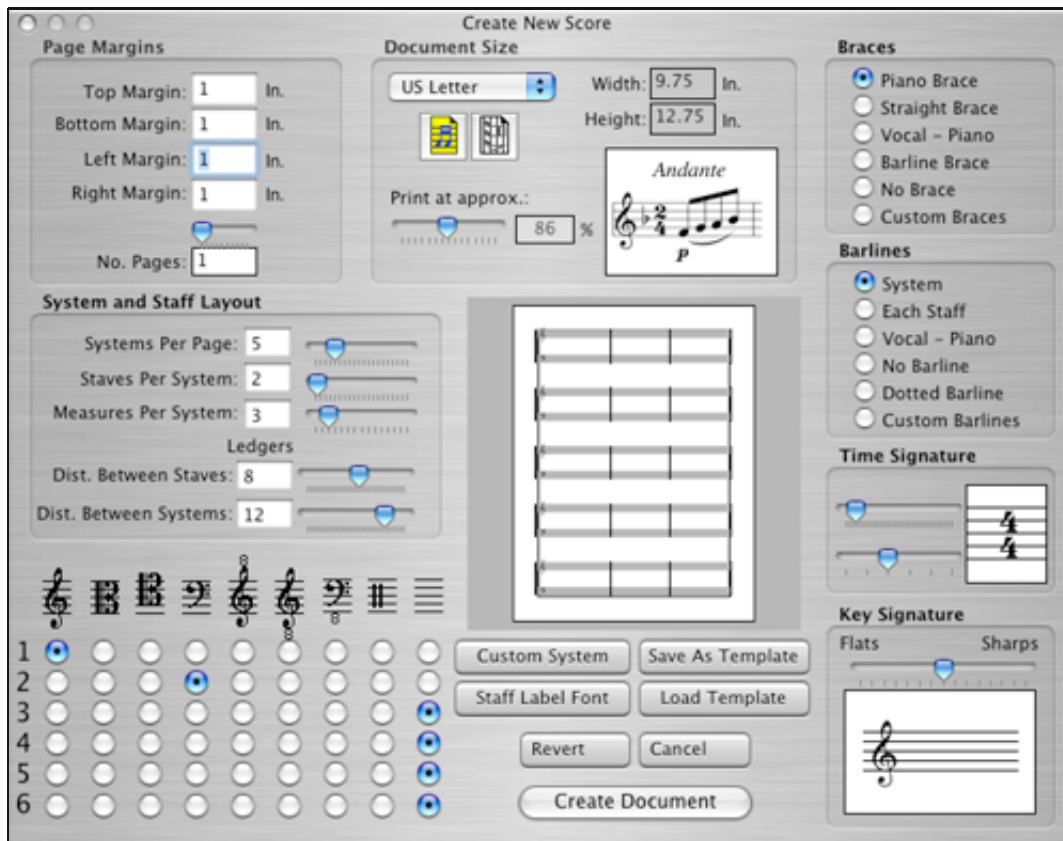 Create New Score
Page Margins
Top Margin: 1 In.
Bottom Margin: 1 In.
Left Margin: 1 In.
Right Margin: 1 In.
No. Pages: 1
Document Size
US Letter
Width: 9.75 In.
Height: 12.75 In.
Print at approx.:
86 %
Andante
2
4
p
Braces
Piano Brace
Straight Brace
Vocal – Piano
Barline Brace
No Brace
Custom Braces
System and Staff Layout
Systems Per Page: 5
Staves Per System: 2
Measures Per System: 3
Ledgers
Dist. Between Staves: 8
Dist. Between Systems: 12
Barlines
System
Each Staff
Vocal – Piano
No Barline
Dotted Barline
Custom Barlines
Time Signature
4
4
8
8
8
1
2
3
4
5
6
Custom System
Save As Template
Staff Label Font
Load Template
Revert
Cancel
Create Document
Key Signature
Flats Sharps